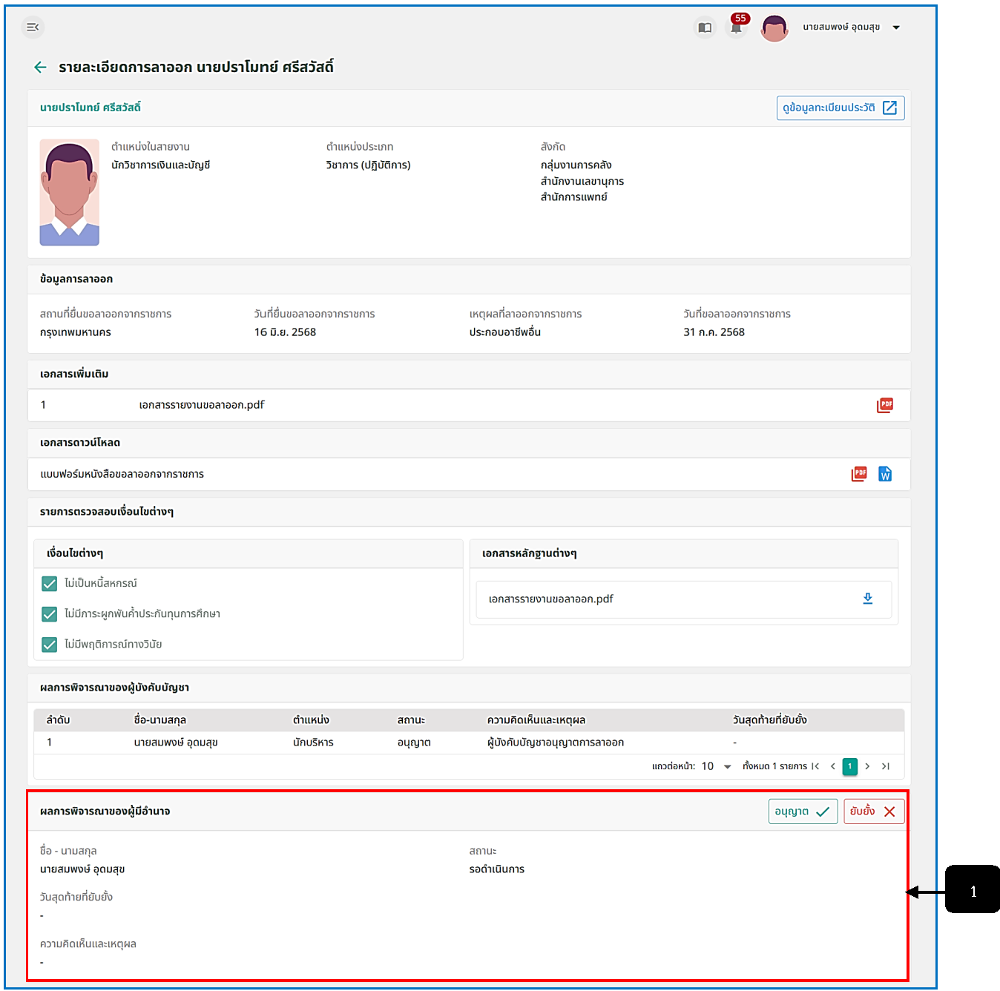 55
นายสมพงษ์ อุดมสุข
รายละเอียดการลาออก นายปราโมทย์ ศรีสวัสดิ์
นายปราโมทย์ ศรีสวัสดิ์
ดูข้อมูลทะเบียนประวัติ
ตำแหน่งในสายงาน ตำแหน่งประเภท สังกัด
นักวิชาการเงินและบัญชี วิชาการ (ปฏิบัติการ) กลุ่มงานการคลัง
สำนักงานเลขานุการ
สำนักการแพทย์
ข้อมูลการลาออก
สถานที่ยื่นขอลาออกจากราชการ วันที่ยื่นขอลาออกจากราชการ เหตุผลที่ลาออกจากราชการ วันที่ขอลาออกจากราชการ
กรุงเทพมหานคร 16 มิ.ย. 2568 ประกอบอาชีพอื่น 31 ก.ค. 2568
เอกสารเพิ่มเติม
1 เอกสารรายงานขอลาออก.pdf PDF
เอกสารดาวน์โหลด
แบบฟอร์มหนังสือขอลาออกจากราชการ PDF W
รายการตรวจสอบเงื่อนไขต่างๆ
เงื่อนไขต่างๆ
ไม่เป็นหนี้สหกรณ์
ไม่มีภาระผูกพันค้ำประกันทุนการศึกษา
ไม่มีพฤติการณ์ทางวินัย
เอกสารหลักฐานต่างๆ
เอกสารรายงานขอลาออก.pdf
ผลการพิจารณาของผู้บังคับบัญชา
ลำดับ ชื่อ-นามสกุล ตำแหน่ง สถานะ ความคิดเห็นและเหตุผล วันสุดท้ายที่ยับยั้ง
1 นายสมพงษ์ อุดมสุข นักบริหาร อนุญาต ผู้บังคับบัญชาอนุญาตการลาออก -
แถวต่อหน้า: 10 ทั้งหมด 1 รายการ 1
ผลการพิจารณาของผู้มีอำนาจ อนุญาต ยับยั้ง
ชื่อ - นามสกุล สถานะ
นายสมพงษ์ อุดมสุข รอดำเนินการ
วันสุดท้ายที่ยับยั้ง
-
1
ความคิดเห็นและเหตุผล
-